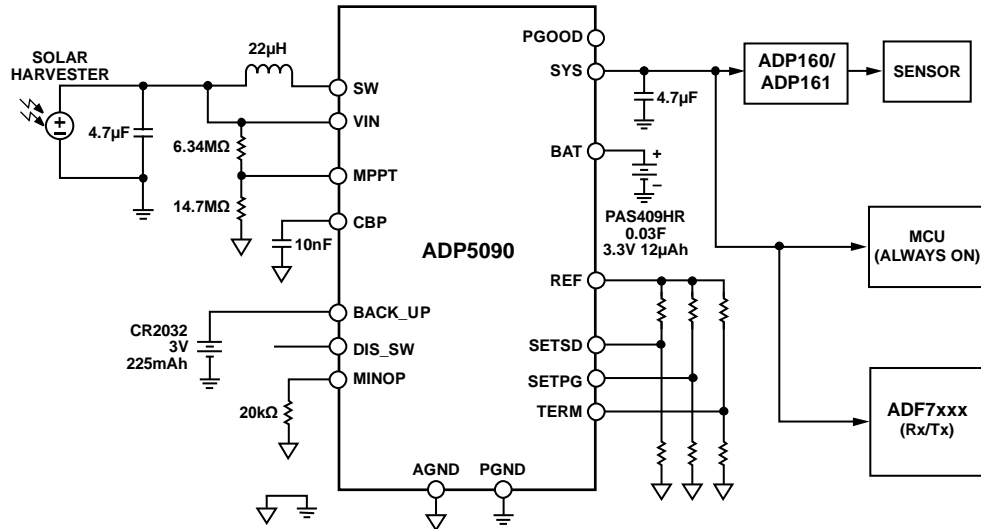 SOLAR
HARVESTER
4.7µF
22µH
6.34MΩ
14.7MΩ
10nF
CR2032
3V
225mAh
20kΩ
SW
VIN
MPPT
CBP
BACK_UP
DIS_SW
MINOP
ADP5090
AGND
PGND
PGOOD
SYS
BAT
REF
SETSD
SETPG
TERM
4.7µF
+
–
PAS409HR
0.03F
3.3V 12µAh
ADP160/
ADP161
SENSOR
MCU
(ALWAYS ON)
ADF7xxx
(Rx/Tx)